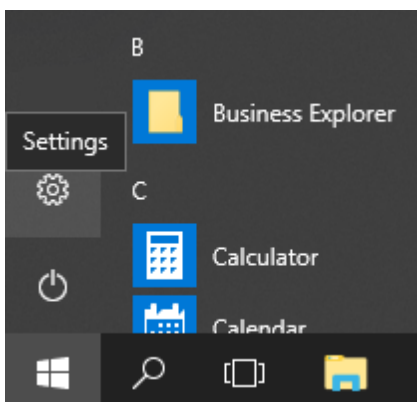 B
Business Explorer
Settings
C
Calculator
Calendar